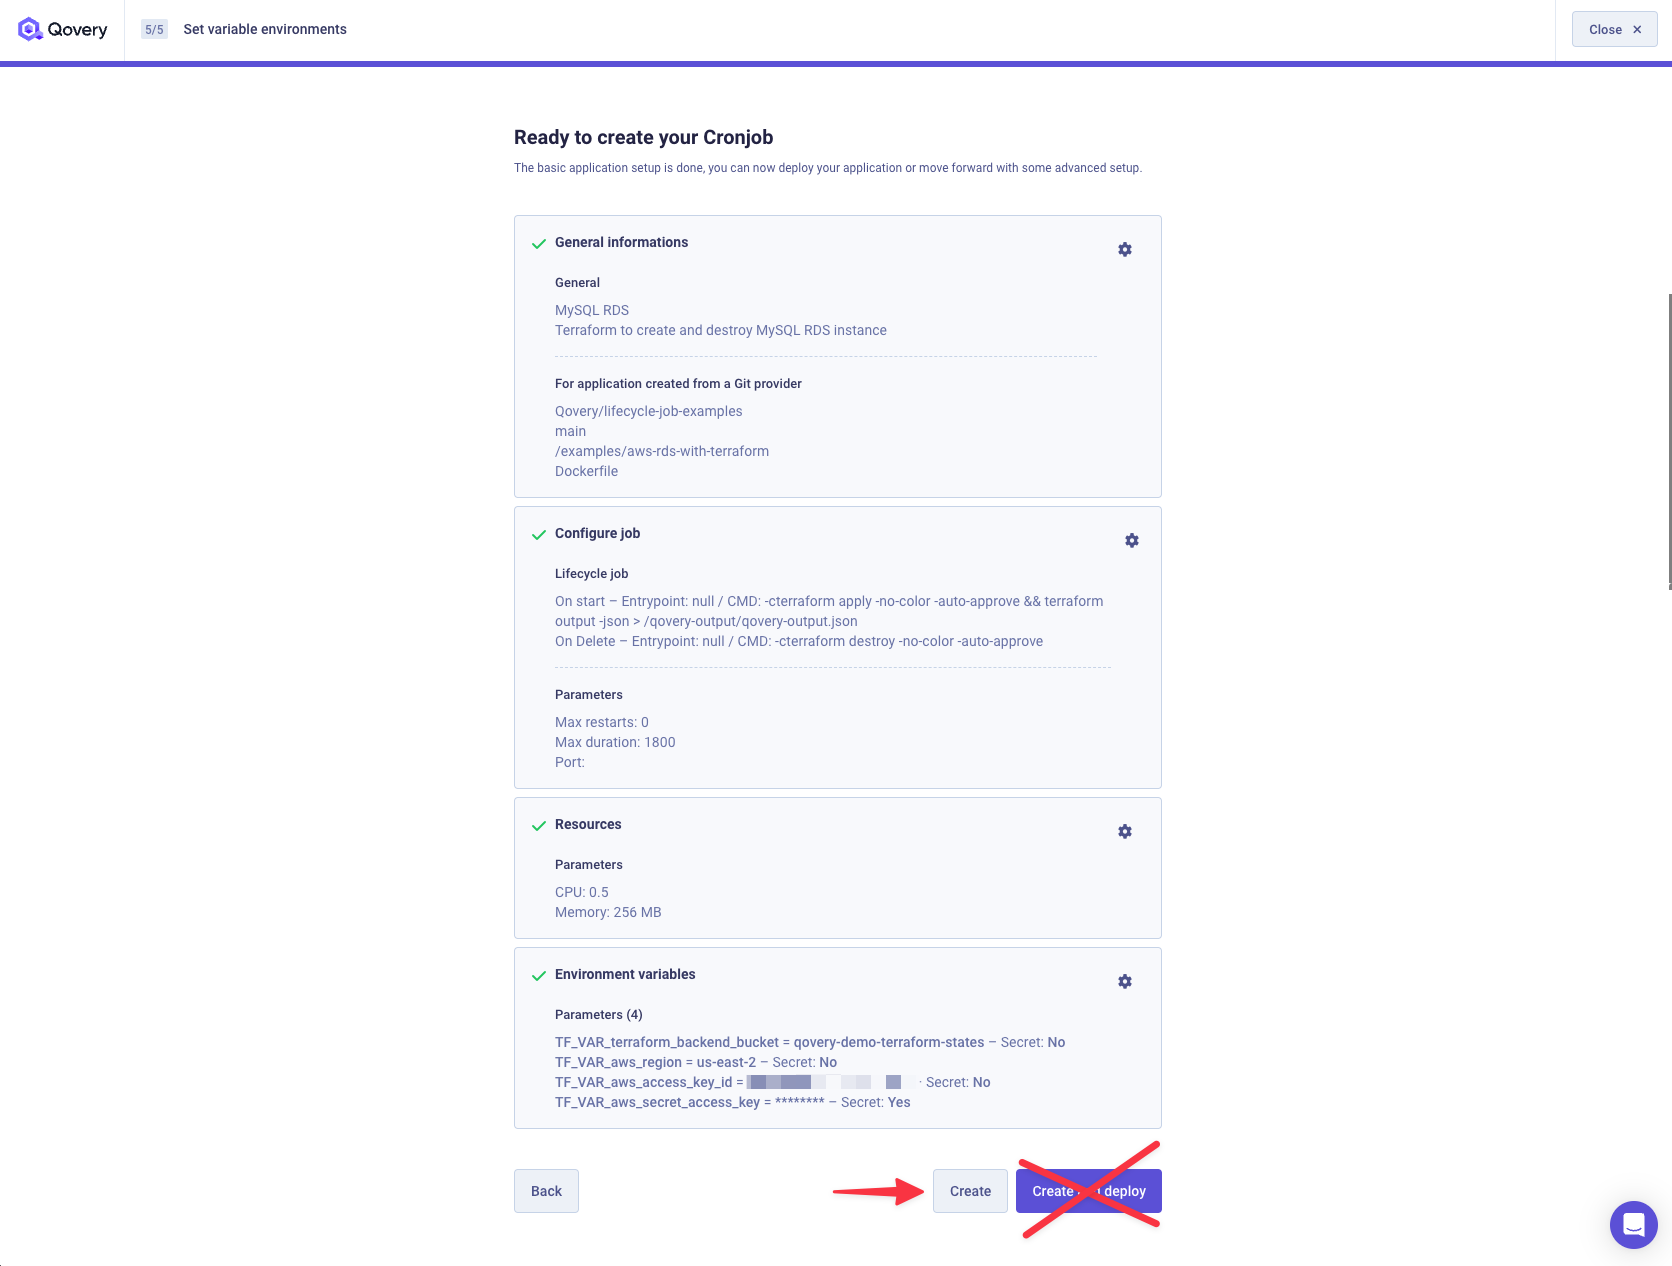 Qovery
5/5 Set variable environments
Close ×
Ready to create your Cronjob
The basic application setup is done, you can now deploy your application or move forward with some advanced setup.
General informations
General
MySQL RDS
Terraform to create and destroy MySQL RDS instance
For application created from a Git provider
Qovery/lifecycle-job-examples
main
/examples/aws-rds-with-terraform
Dockerfile
Configure job
Lifecycle job
On start – Entrypoint: null / CMD: -cterraform apply -no-color -auto-approve && terraform
output -json > /qovery-output/qovery-output.json
On Delete – Entrypoint: null / CMD: -cterraform destroy -no-color -auto-approve
Parameters
Max restarts: 0
Max duration: 1800
Port:
Resources
Parameters
CPU: 0.5
Memory: 256 MB
Environment variables
Parameters (4)
TF_VAR_terraform_backend_bucket = qovery-demo-terraform-states – Secret: No
TF_VAR_aws_region = us-east-2 – Secret: No
TF_VAR_aws_access_key_id = · Secret: No
TF_VAR_aws_secret_access_key = ******** – Secret: Yes
Back
Create
Create deploy